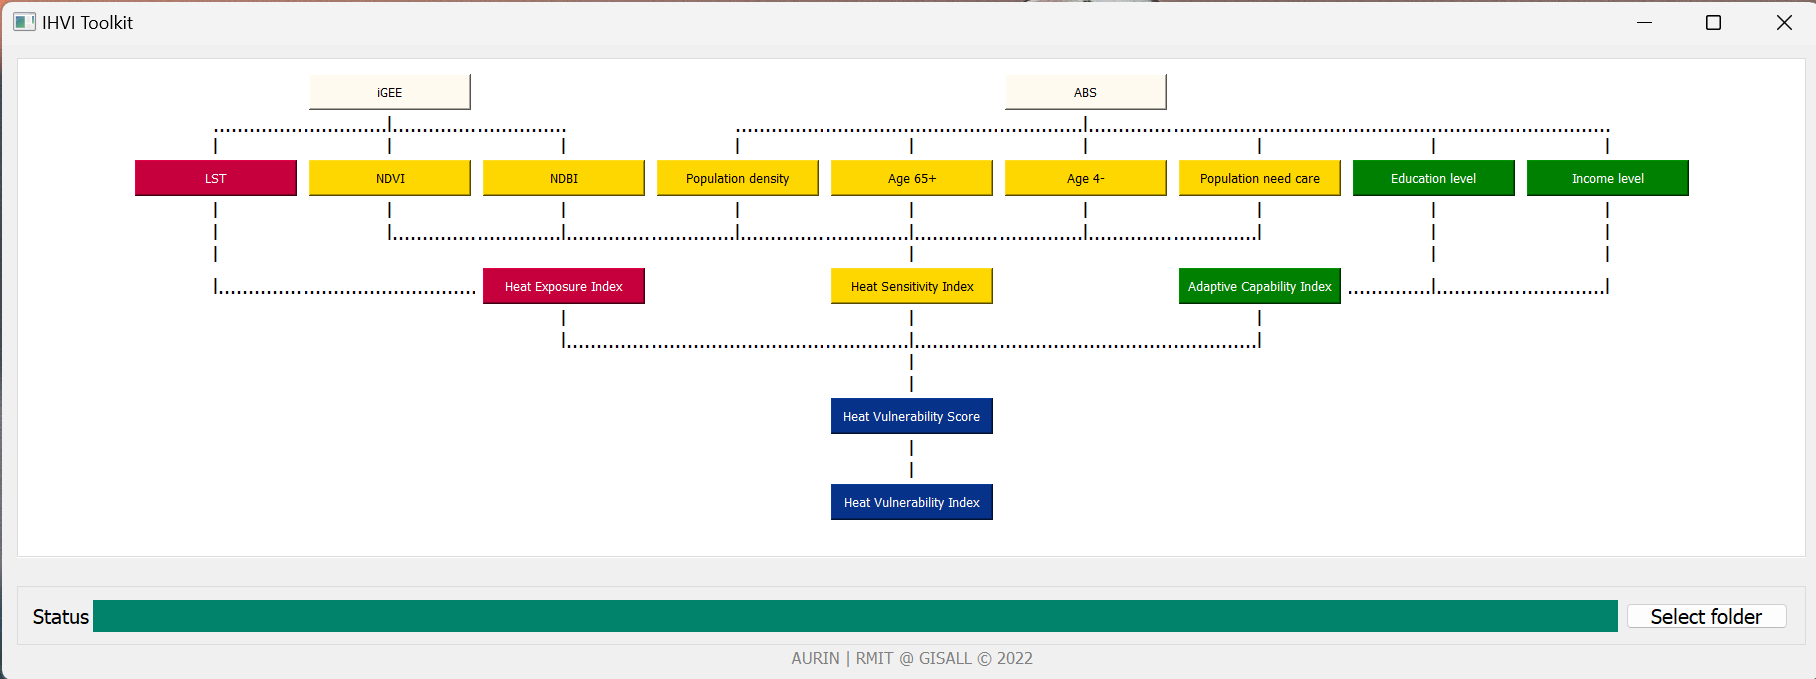 IHVI Toolkit
iGEE
ABS
LST
NDVI
NDBI
Population density
Age 65+
Age 4-
Population need care
Education level
Income level
Heat Exposure Index
Heat Sensitivity Index
Adaptive Capability Index
Heat Vulnerability Score
Heat Vulnerability Index
Status
Select folder
AURIN | RMIT @ GISALL © 2022